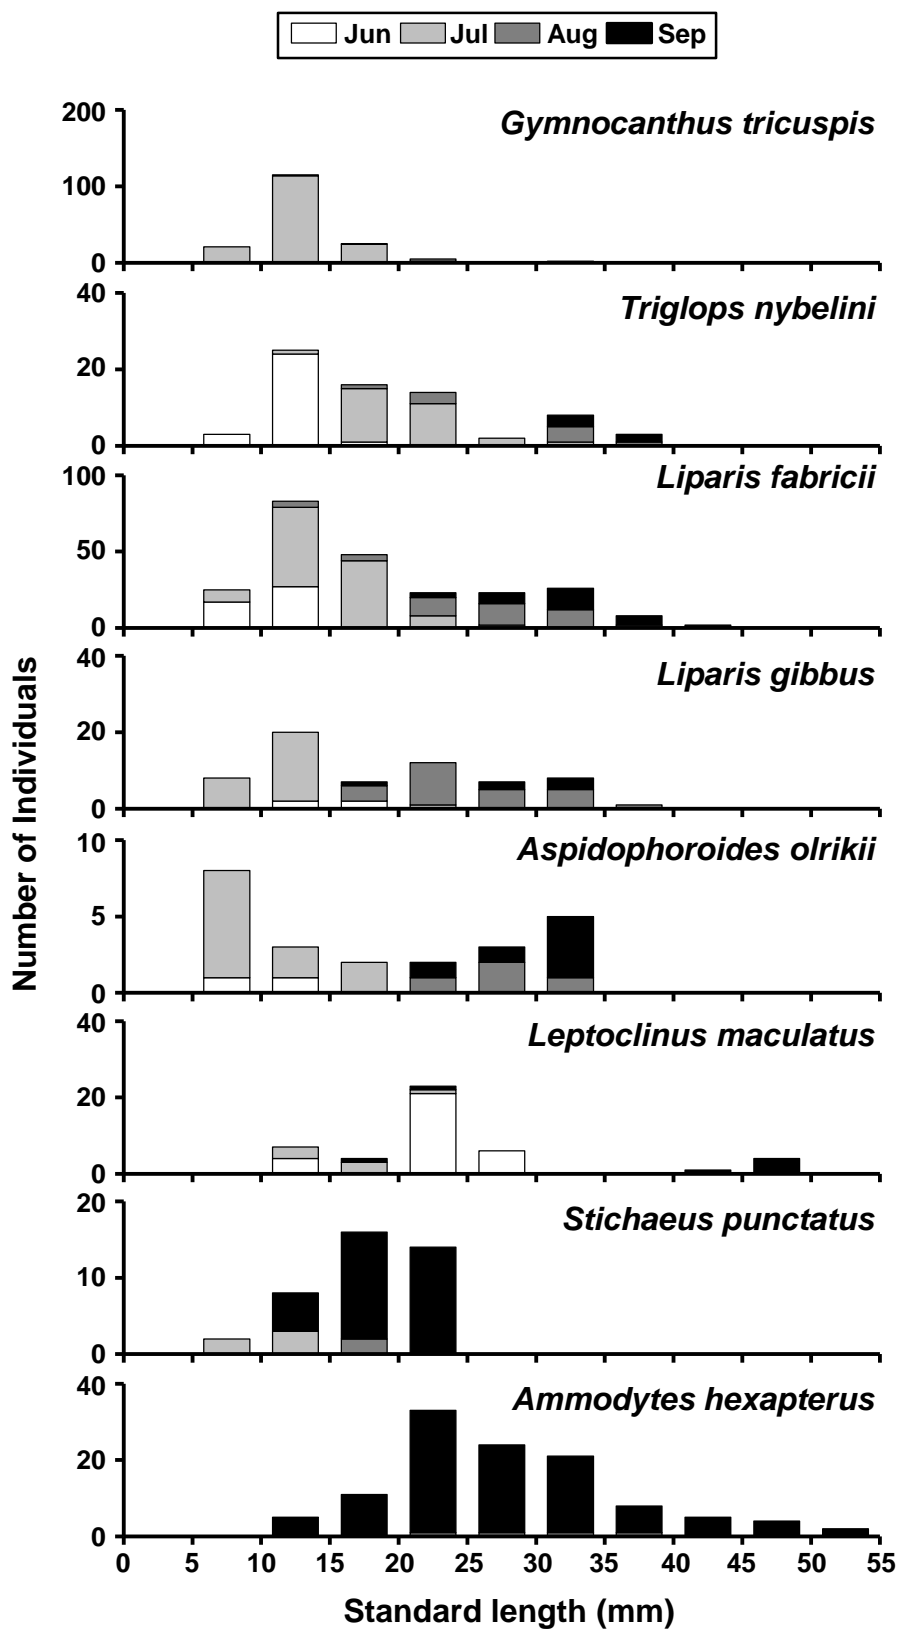 Jun Jul Aug Sep
Gymnocanthus tricuspis
200
100
0
Triglops nybelini
40
20
0
Liparis fabricii
100
50
0
Liparis gibbus
40
20
0
Aspidophoroides olrikii
10
5
0
Leptoclinus maculatus
40
20
0
Stichaeus punctatus
20
10
0
Ammodytes hexapterus
40
20
0
0 5 10 15 20 25 30 35 40 45 50 55
Standard length (mm)
Number of Individuals